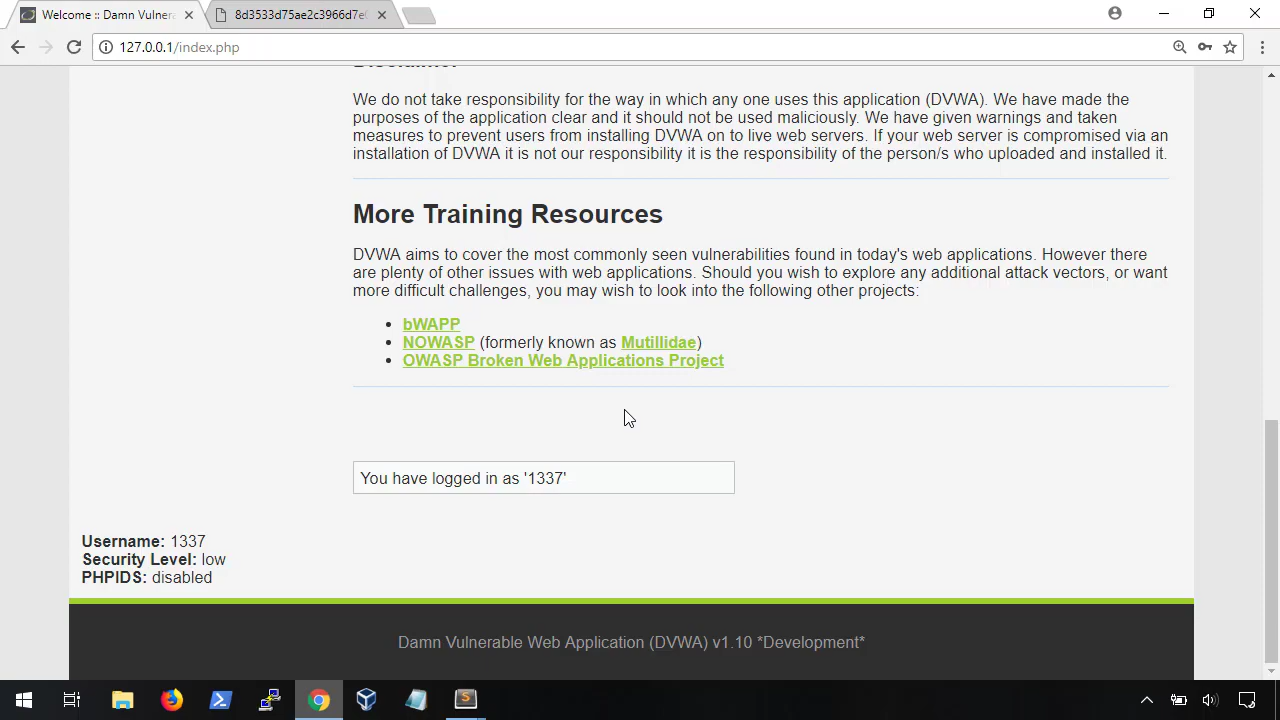 Welcome :: Damn Vulnera
8d3533d75ae2c3966d7e
127.0.0.1/index.php
We do not take responsibility for the way in which any one uses this application (DVWA). We have made the
purposes of the application clear and it should not be used maliciously. We have given warnings and taken
measures to prevent users from installing DVWA on to live web servers. If your web server is compromised via an
installation of DVWA it is not our responsibility it is the responsibility of the person/s who uploaded and installed it.
More Training Resources
DVWA aims to cover the most commonly seen vulnerabilities found in today's web applications. However there
are plenty of other issues with web applications. Should you wish to explore any additional attack vectors, or want
more difficult challenges, you may wish to look into the following other projects:
• bWAPP
• NOWASP (formerly known as Mutillidae)
• OWASP Broken Web Applications Project
You have logged in as '1337'
Username: 1337
Security Level: low
PHPIDS: disabled
Damn Vulnerable Web Application (DVWA) v1.10 *Development*